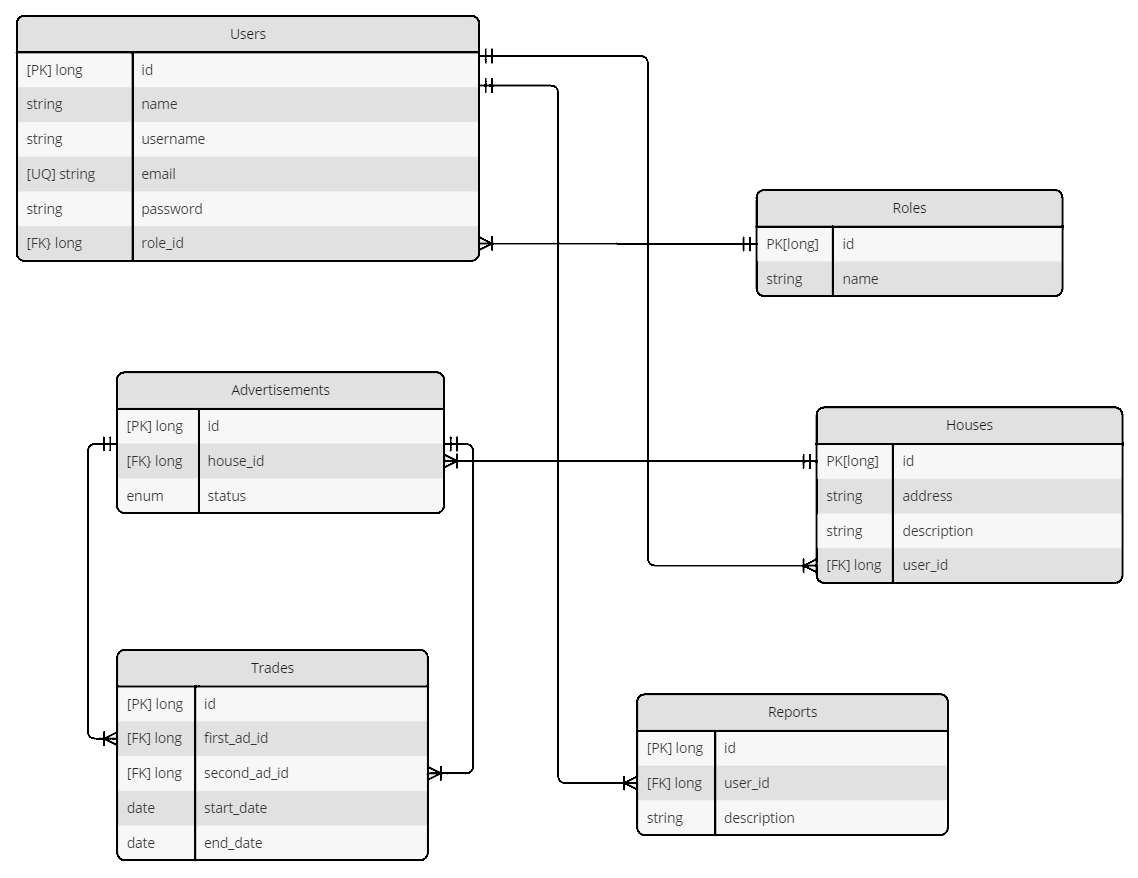 Users
[PK] long id
string name
string username
[UQ] string email
string password
[FK} long role_id
Roles
PK[long] id
string name
Advertisements
[PK] long id
[FK} long house_id
enum status
Houses
PK[long] id
string address
string description
[FK] long user_id
Trades
[PK] long id
[FK] long first_ad_id
[FK] long second_ad_id
date start_date
date end_date
Reports
[PK] long id
[FK] long user_id
string description